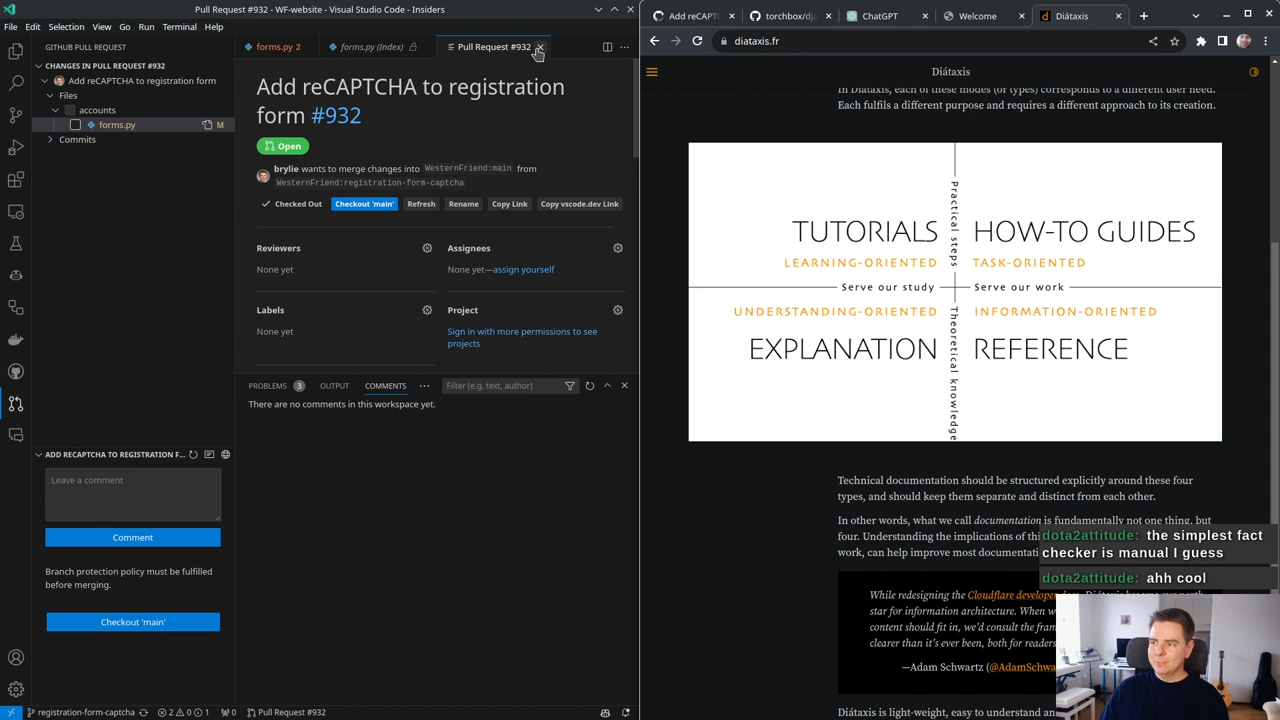 Pull Request #932 - WF-website - Visual Studio Code - Insiders
File Edit Selection View Go Run Terminal Help
GITHUB PULL REQUEST
CHANGES IN PULL REQUEST #932
Add reCAPTCHA to registration form
Files
accounts
forms.py M
Commits
ADD RECAPTCHA TO REGISTRATION F...
Leave a comment
Comment
Branch protection policy must be fulfilled
before merging.
Checkout 'main'
forms.py 2
forms.py (Index)
Pull Request #932
Add reCAPTCHA to registration
form #932
Open
brylie wants to merge changes into WesternFriend:main from
WesternFriend:registration-form-captcha
Checked Out Checkout 'main' Refresh Rename Copy Link Copy vscode.dev Link
Reviewers
None yet
Assignees
None yet—assign yourself
Labels
None yet
Project
Sign in with more permissions to see
projects
PROBLEMS 3 OUTPUT COMMENTS Filter (e.g. text, author)
There are no comments in this workspace yet.
registration-form-captcha 2 0 1 0 Pull Request #932
Add reCAPT
torchbox/dja
ChatGPT
Welcome
Diátaxis
diataxis.fr
Diátaxis
In Diátaxis, each of these modes (or types) corresponds to a different user need.
Each fulfils a different purpose and requires a different approach to its creation.
Practical steps
TUTORIALS HOW-TO GUIDES
LEARNING-ORIENTED TASK-ORIENTED
Serve our study Serve our work
UNDERSTANDING-ORIENTED INFORMATION-ORIENTED
EXPLANATION REFERENCE
Theoretical knowledge
Technical documentation should be structured explicitly around these four
types, and should keep them separate and distinct from each other.
In other words, what we call documentation is fundamentally not one thing, but
four. Understanding the implications of thi
work, can help improve most documentati
While redesigning the Cloudflare develope
star for information architecture. When w
content should fit in, we'd consult the fram
clearer than it's ever been, both for readers
—Adam Schwartz (@AdamSchwa
Diátaxis is light-weight, easy to understand an
dota2attitude: the simplest fact
checker is manual I guess
dota2attitude: ahh cool